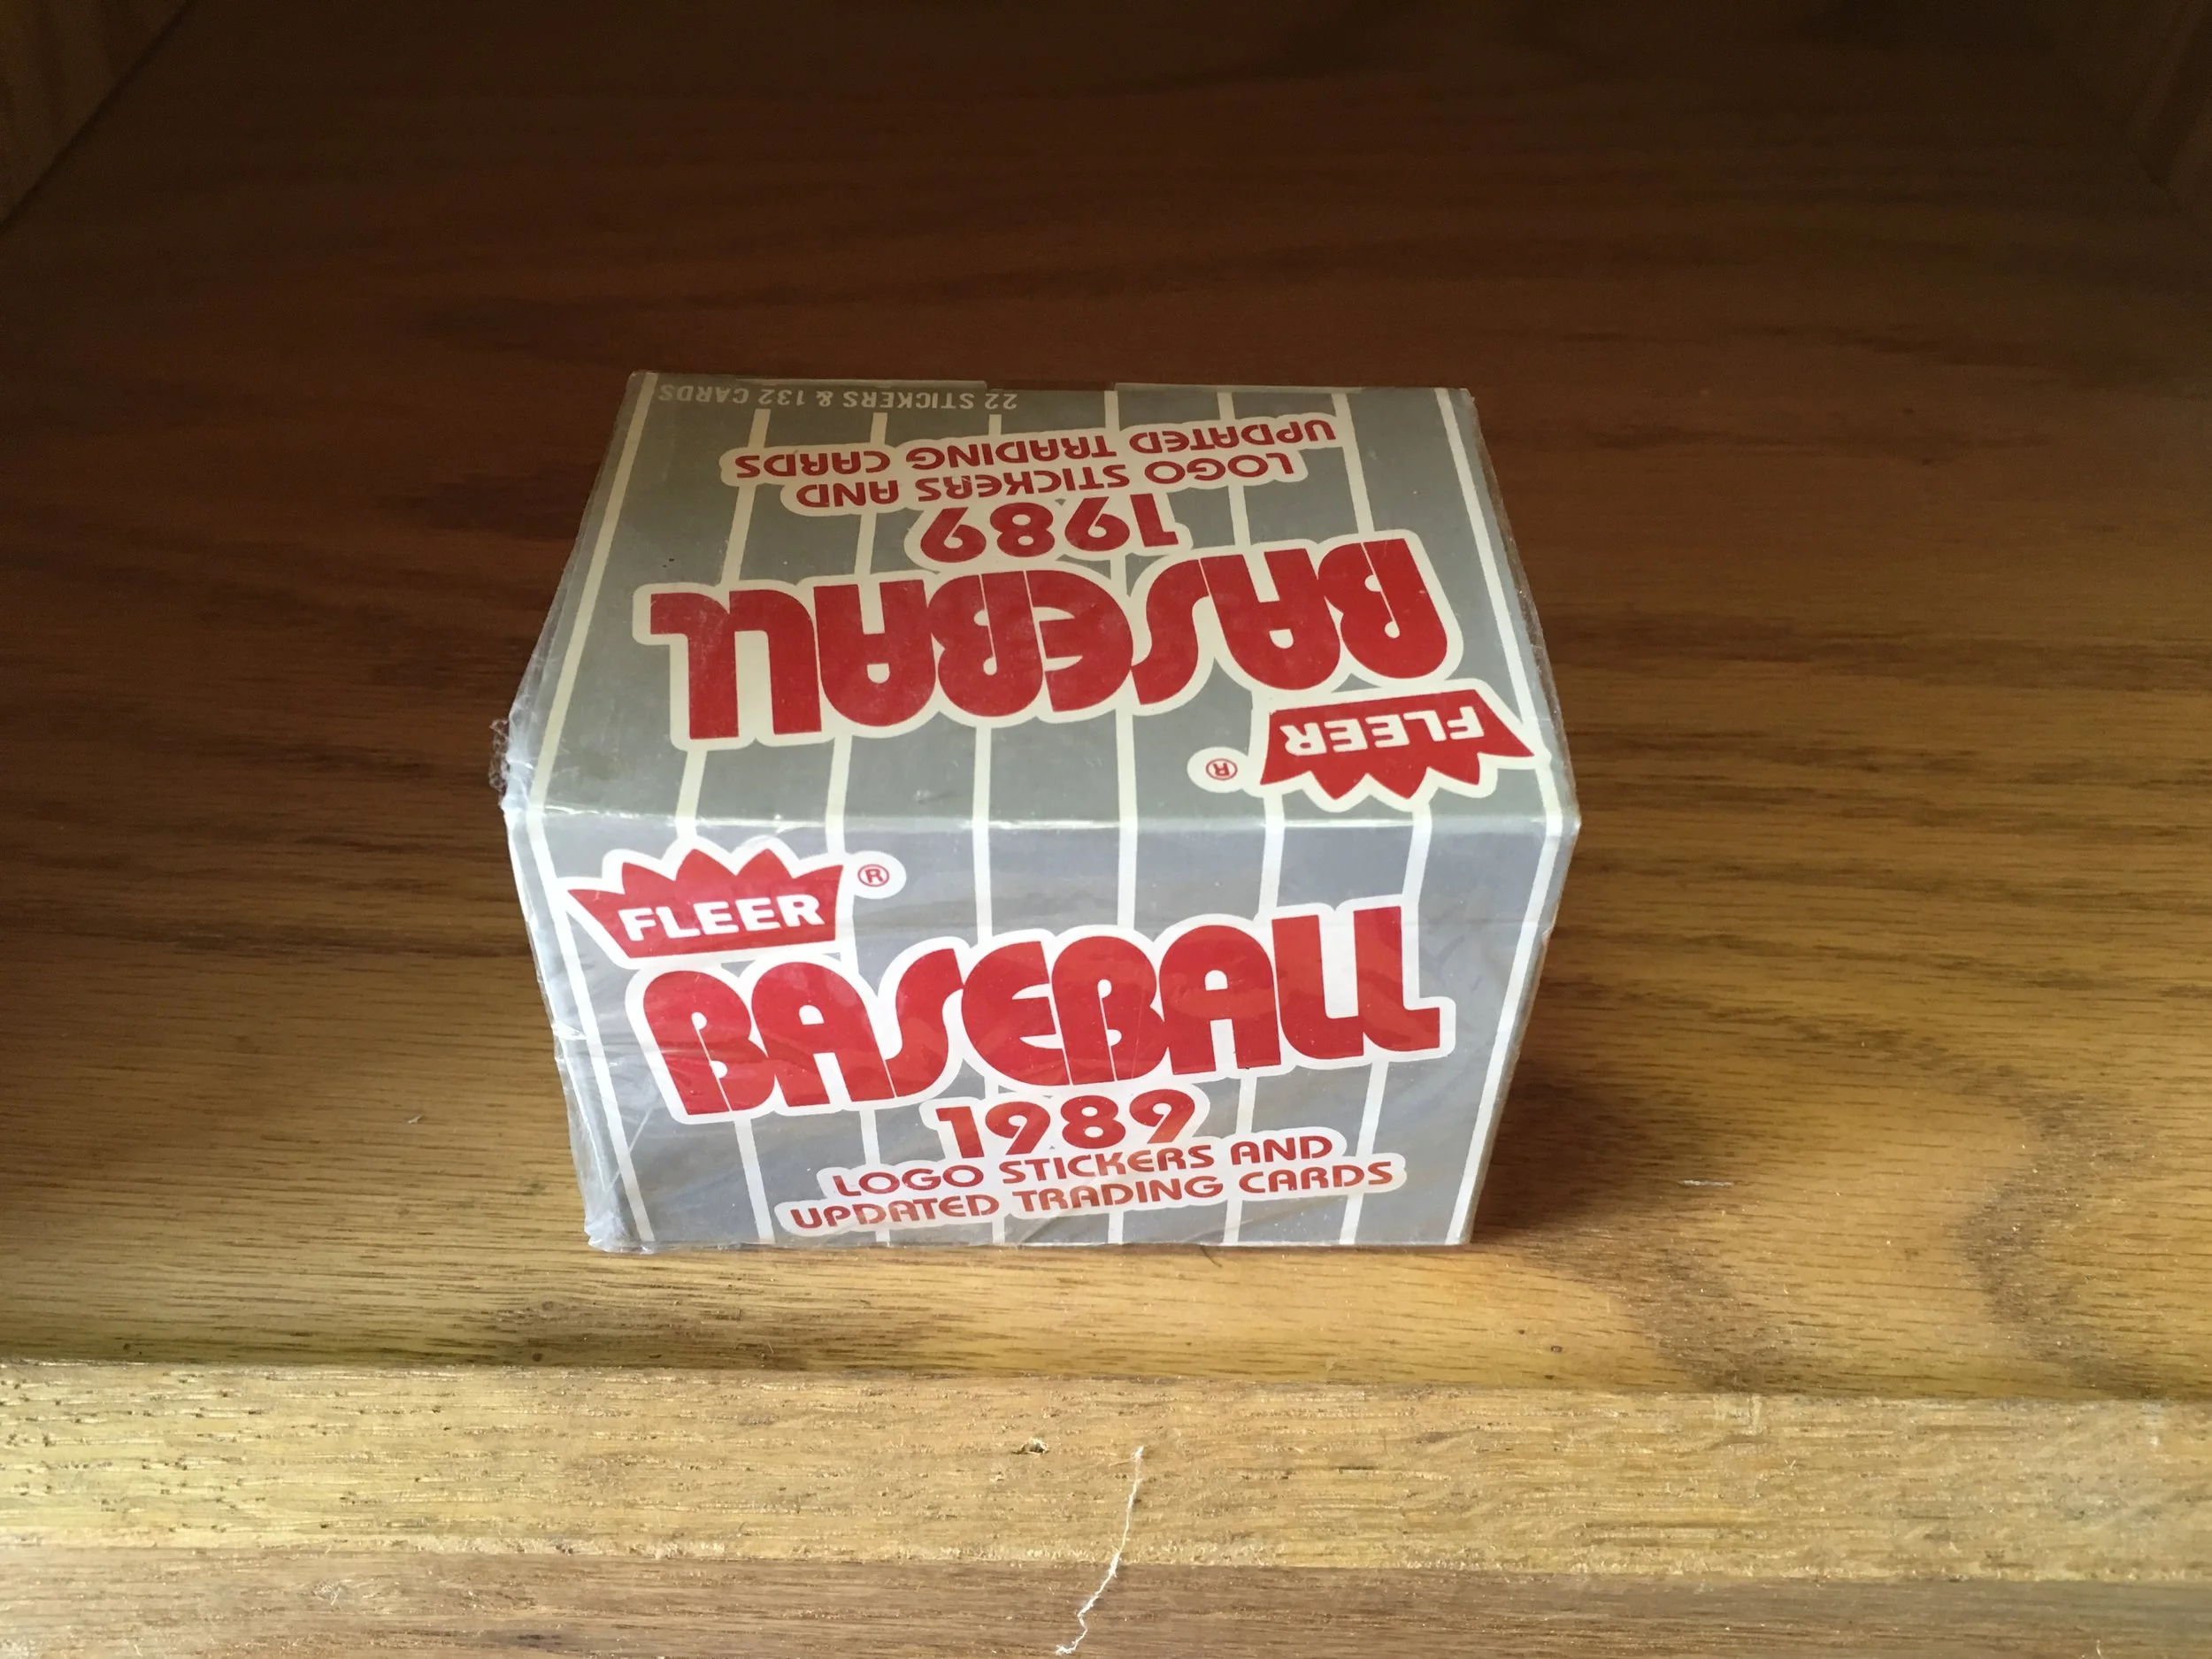 22 STICKERS & 132 CARDS
FLEER ®
BASEBALL
1989
LOGO STICKERS AND
UPDATED TRADING CARDS
FLEER ®
BASEBALL
1989
LOGO STICKERS AND
UPDATED TRADING CARDS